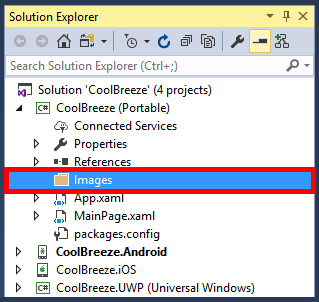 Solution Explorer
Search Solution Explorer (Ctrl+;)
Solution 'CoolBreeze' (4 projects)
C# CoolBreeze (Portable)
Connected Services
Properties
References
Images
App.xaml
MainPage.xaml
packages.config
CoolBreeze.Android
CoolBreeze.iOS
C# CoolBreeze.UWP (Universal Windows)